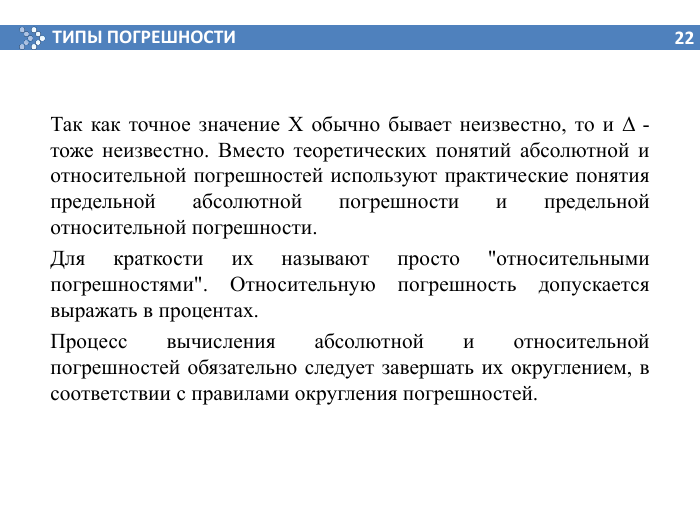 ТИПЫ ПОГРЕШНОСТИ
22
Так как точное значение X обычно бывает неизвестно, то и Δ -
тоже неизвестно. Вместо теоретических понятий абсолютной и
относительной погрешностей используют практические понятия
предельной абсолютной погрешности и предельной
относительной погрешности.
Для краткости их называют просто "относительными
погрешностями". Относительную погрешность допускается
выражать в процентах.
Процесс вычисления абсолютной и относительной
погрешностей обязательно следует завершать их округлением, в
соответствии с правилами округления погрешностей.